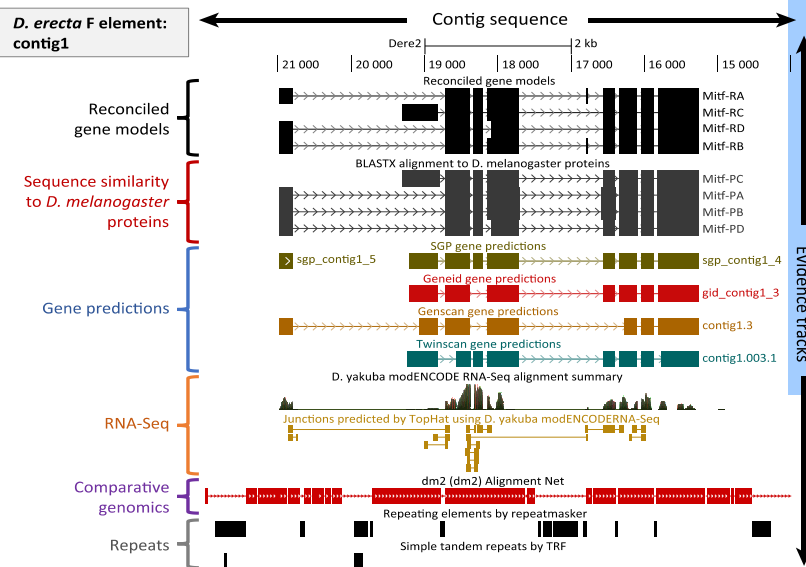 D. erecta F element:
contig1
Contig sequence
Dere2
2 kb
21 000
20 000
19 000
18 000
17 000
16 000
15 000
Reconciled gene models
Reconciled
gene models
Mitf-RA
Mitf-RC
Mitf-RD
Mitf-RB
BLASTX alignment to D. melanogaster proteins
Sequence similarity
to D. melanogaster
proteins
Mitf-PC
Mitf-PA
Mitf-PB
Mitf-PD
SGP gene predictions
sgp_contig1_5
sgp_contig1_4
Geneid gene predictions
Gene predictions
gid_contig1_3
Genscan gene predictions
contig1.3
Twinscan gene predictions
contig1.003.1
Evidence tracks
D. yakuba modENCODE RNA-Seq alignment summary
RNA-Seq
Junctions predicted by TopHat using D. yakuba modENCODERNA-Seq
dm2 (dm2) Alignment Net
Comparative
genomics
Repeating elements by repeatmasker
Repeats
Simple tandem repeats by TRF